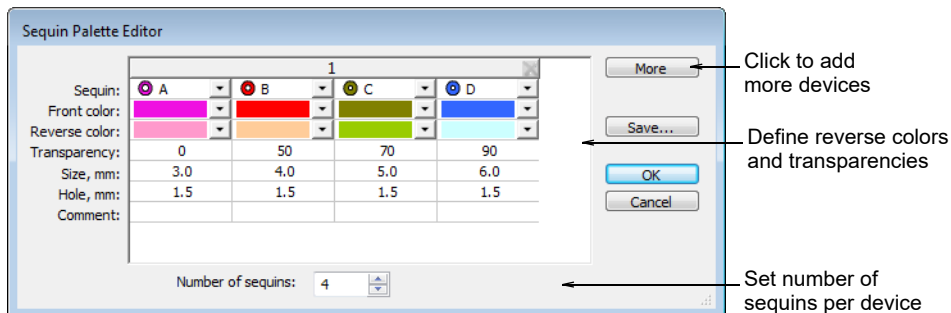 Sequin Palette Editor
1
Sequin: A B C D
Front color:
Reverse color:
Transparency: 0 50 70 90
Size, mm: 3.0 4.0 5.0 6.0
Hole, mm: 1.5 1.5 1.5 1.5
Comment:
Number of sequins: 4
More
Save...
OK
Cancel
Click to add
more devices
Define reverse colors
and transparencies
Set number of
sequins per device